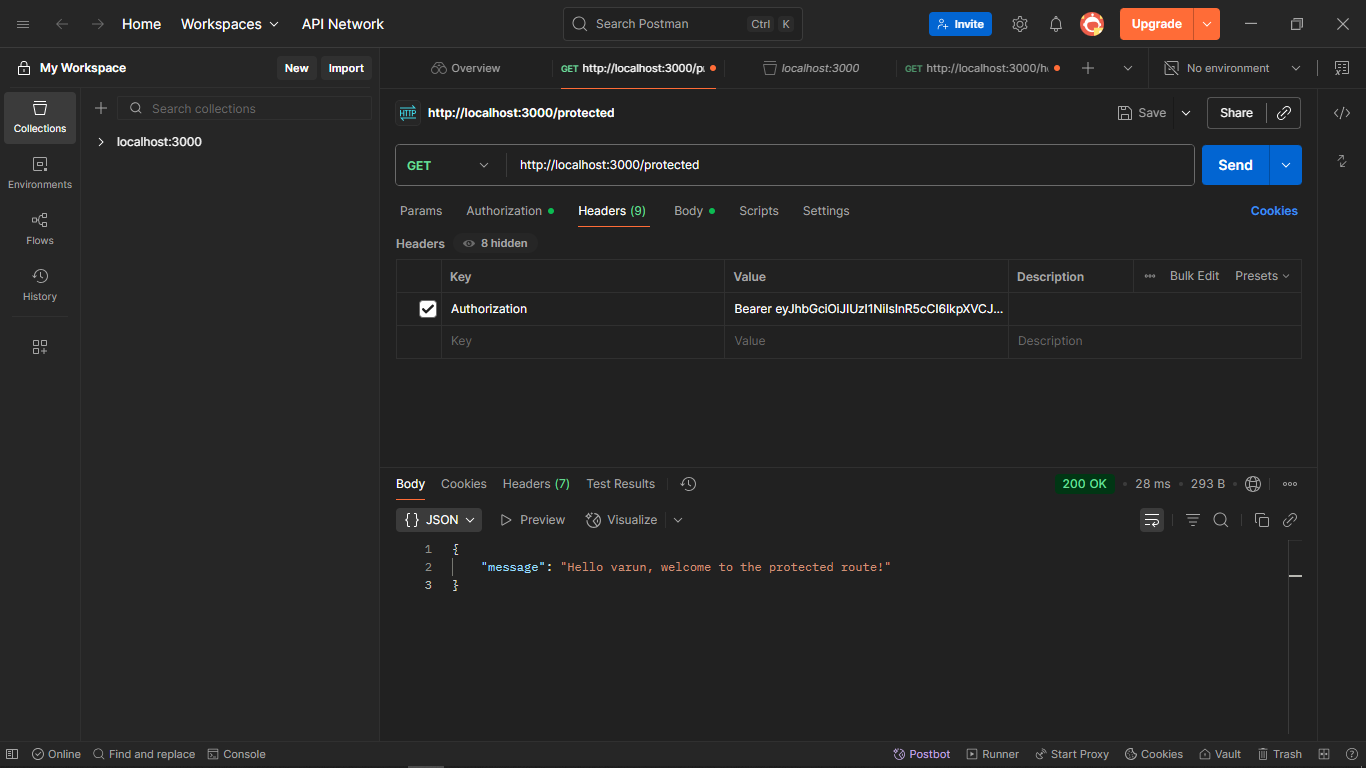 Home Workspaces API Network Search Postman Ctrl K Invite Upgrade
My Workspace New Import Overview GET http://localhost:3000/p localhost:3000 GET http://localhost:3000/h No environment
Collections
Search collections
localhost:3000
Environments
Flows
History
HTTP http://localhost:3000/protected Save Share
GET http://localhost:3000/protected Send
Params Authorization Headers (9) Body Scripts Settings Cookies
Headers 8 hidden
Key Value Description Bulk Edit Presets
Authorization Bearer eyJhbGciOiJIUzI1NiIsInR5cCI6IkpXVCJ...
Key Value Description
Body Cookies Headers (7) Test Results 200 OK 28 ms 293 B
{} JSON Preview Visualize
1 {
2 "message": "Hello varun, welcome to the protected route!"
3 }
Online Find and replace Console Postbot Runner Start Proxy Cookies Vault Trash